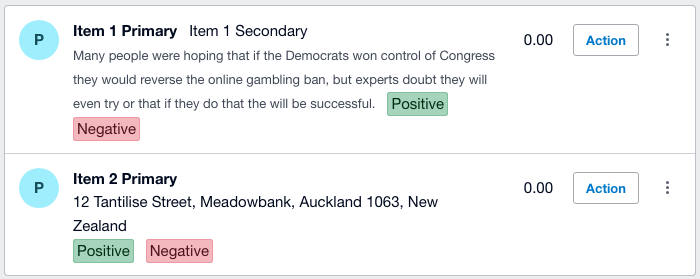 P
Item 1 Primary Item 1 Secondary
Many people were hoping that if the Democrats won control of Congress
they would reverse the online gambling ban, but experts doubt they will
even try or that if they do that the will be successful. Positive
Negative
0.00
Action
P
Item 2 Primary
12 Tantilise Street, Meadowbank, Auckland 1063, New
Zealand
Positive Negative
0.00
Action